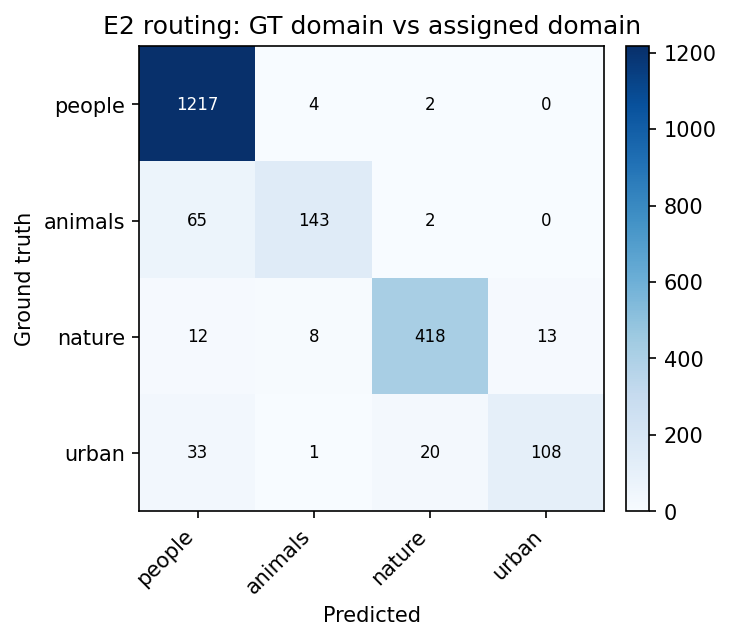 E2 routing: GT domain vs assigned domain
people 1217 4 2 0
animals 65 143 2 0
nature 12 8 418 13
urban 33 1 20 108
people animals nature urban
Predicted
Ground truth
1200
1000
800
600
400
200
0